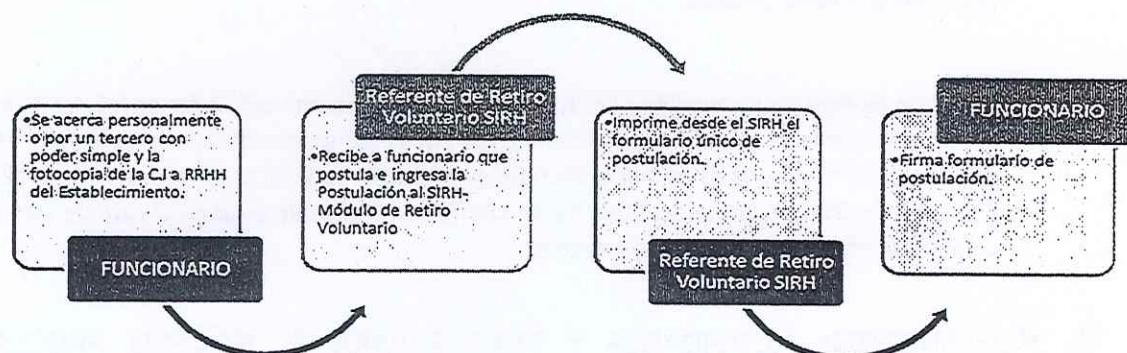 •Se acerca personalmente
o por un tercero con
poder simple y la
fotocopia de la CJ a RRHH
del Establecimiento.
FUNCIONARIO
Referente de Retiro
Voluntario SIRH
•Recibe a funcionario que
postula e ingresa la
Postulación al SIRH-
Módulo de Retiro
Voluntario
•Imprime desde el SIRH el
formulario único de
postulación.
Referente de Retiro
Voluntario SIRH
FUNCIONARIO
•Firma formulario de
postulación.